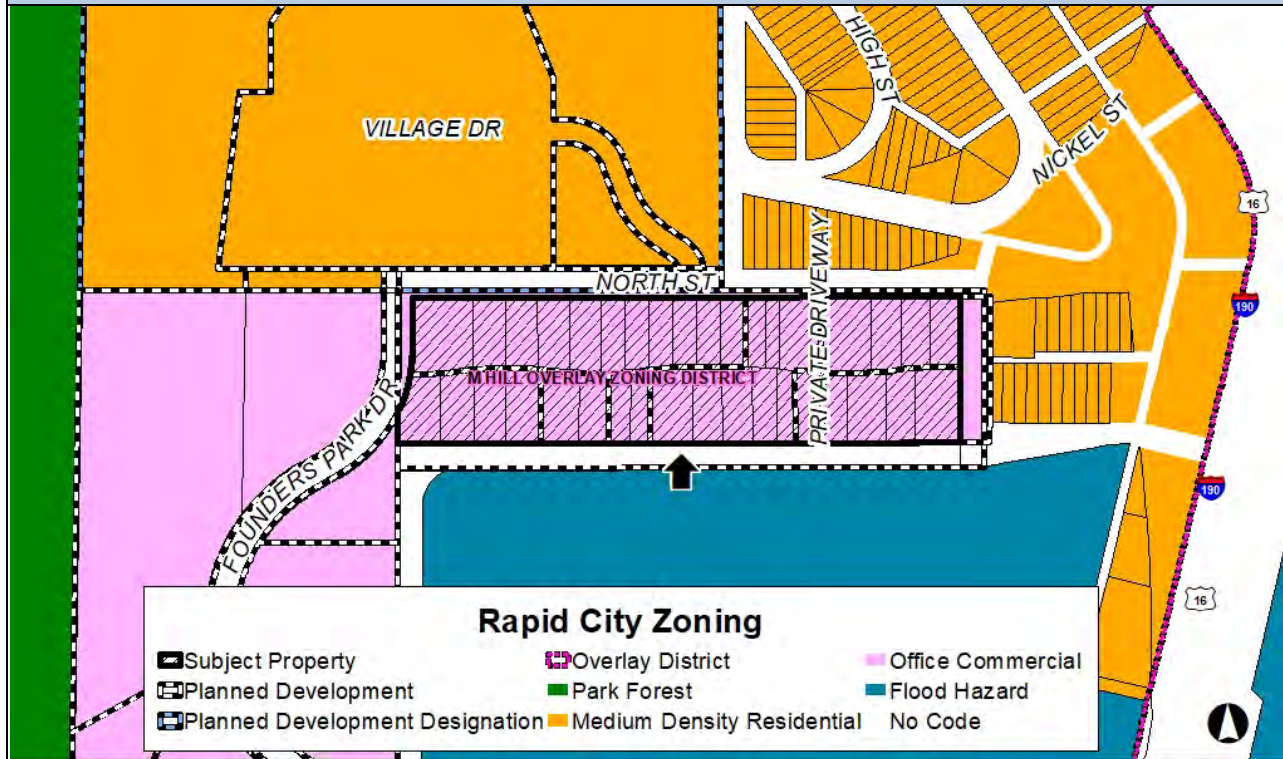 HIGH ST
VILLAGE DR
NICKEL ST
16
NORTH ST
PRIVATE DRIVEWAY
190
M HILL OVERLAY ZONING DISTRICT
FOUNDERS PARK DR
190
16
Rapid City Zoning
Subject Property
Overlay District
Office Commercial
Planned Development
Park Forest
Flood Hazard
Planned Development Designation
Medium Density Residential
No Code